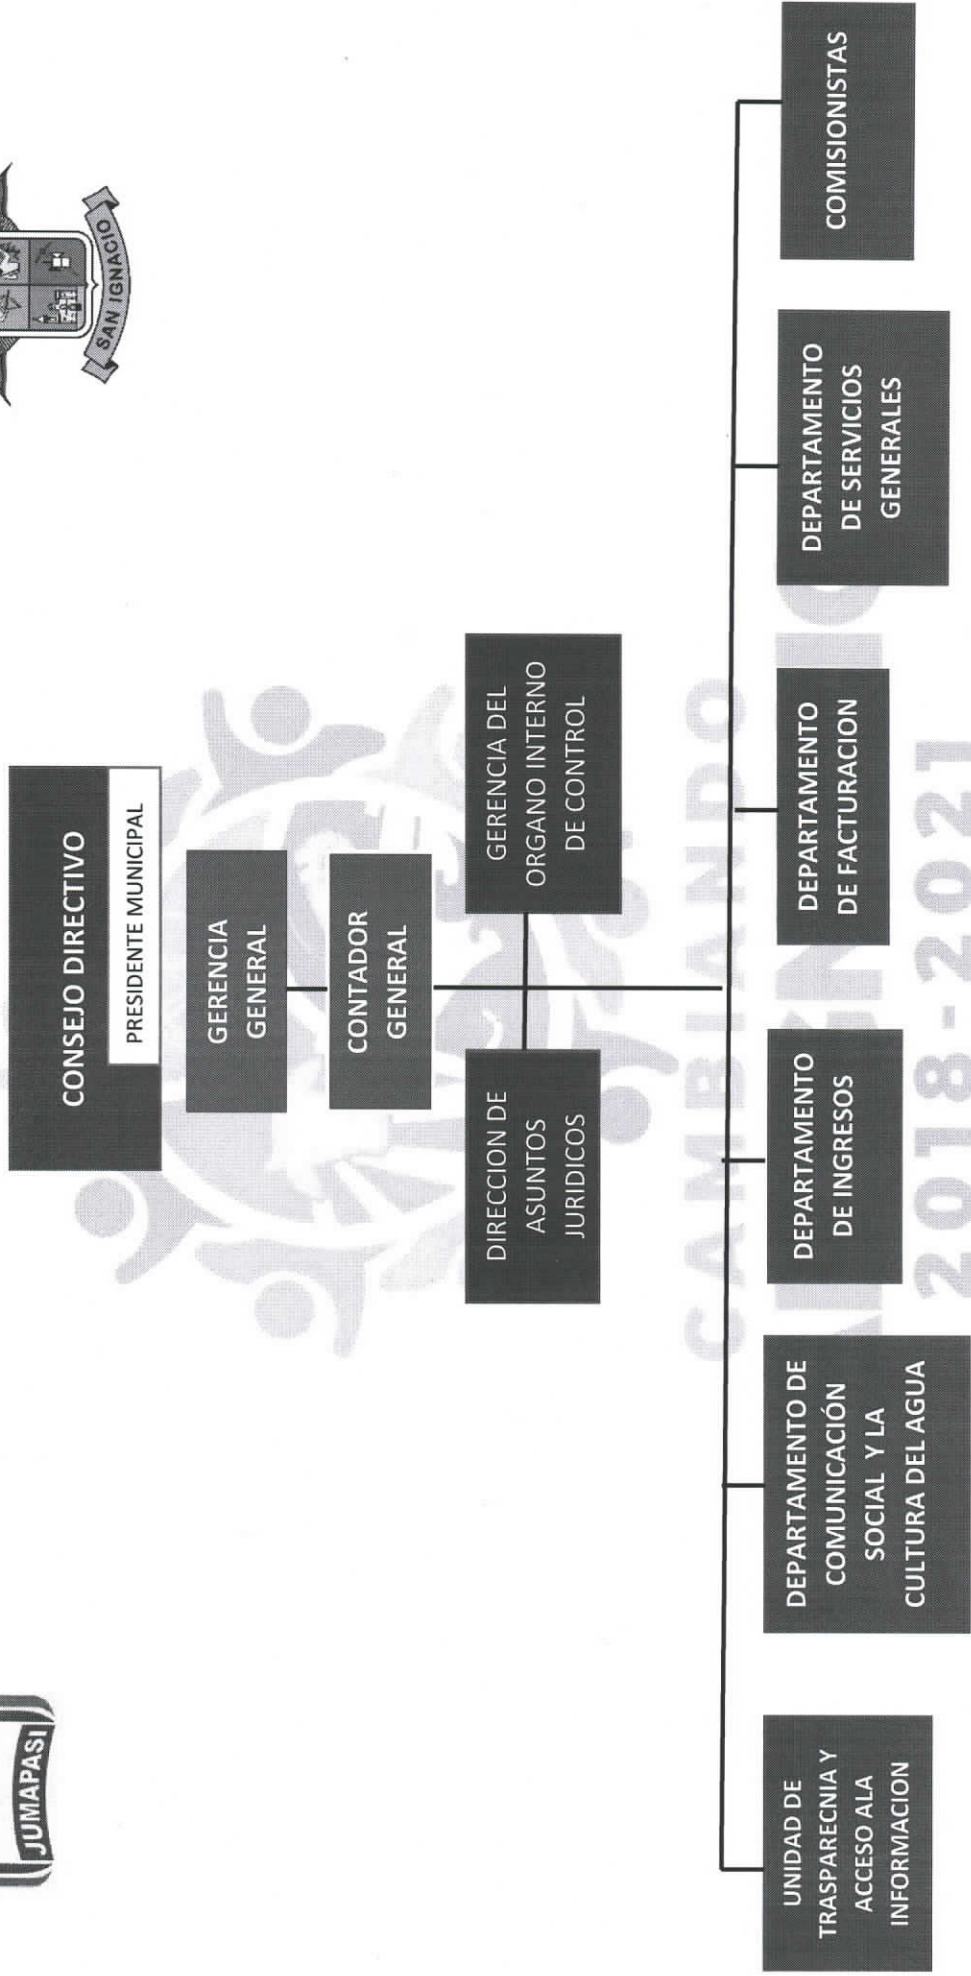 JUMAPASI
SAN IGNACIO
CONSEJO DIRECTIVO
PRESIDENTE MUNICIPAL
GERENCIA
GENERAL
CONTADOR
GENERAL
DIRECCION DE
ASUNTOS
JURIDICOS
GERENCIA DEL
ORGANO INTERNO
DE CONTROL
CAMBIANDO
2018-2021
UNIDAD DE
TRASPARECNIA Y
ACCESO ALA
INFORMACION
DEPARTAMENTO DE
COMUNICACIÓN
SOCIAL Y LA
CULTURA DEL AGUA
DEPARTAMENTO
DE INGRESOS
DEPARTAMENTO
DE FACTURACION
DEPARTAMENTO
DE SERVICIOS
GENERALES
COMISIONISTAS